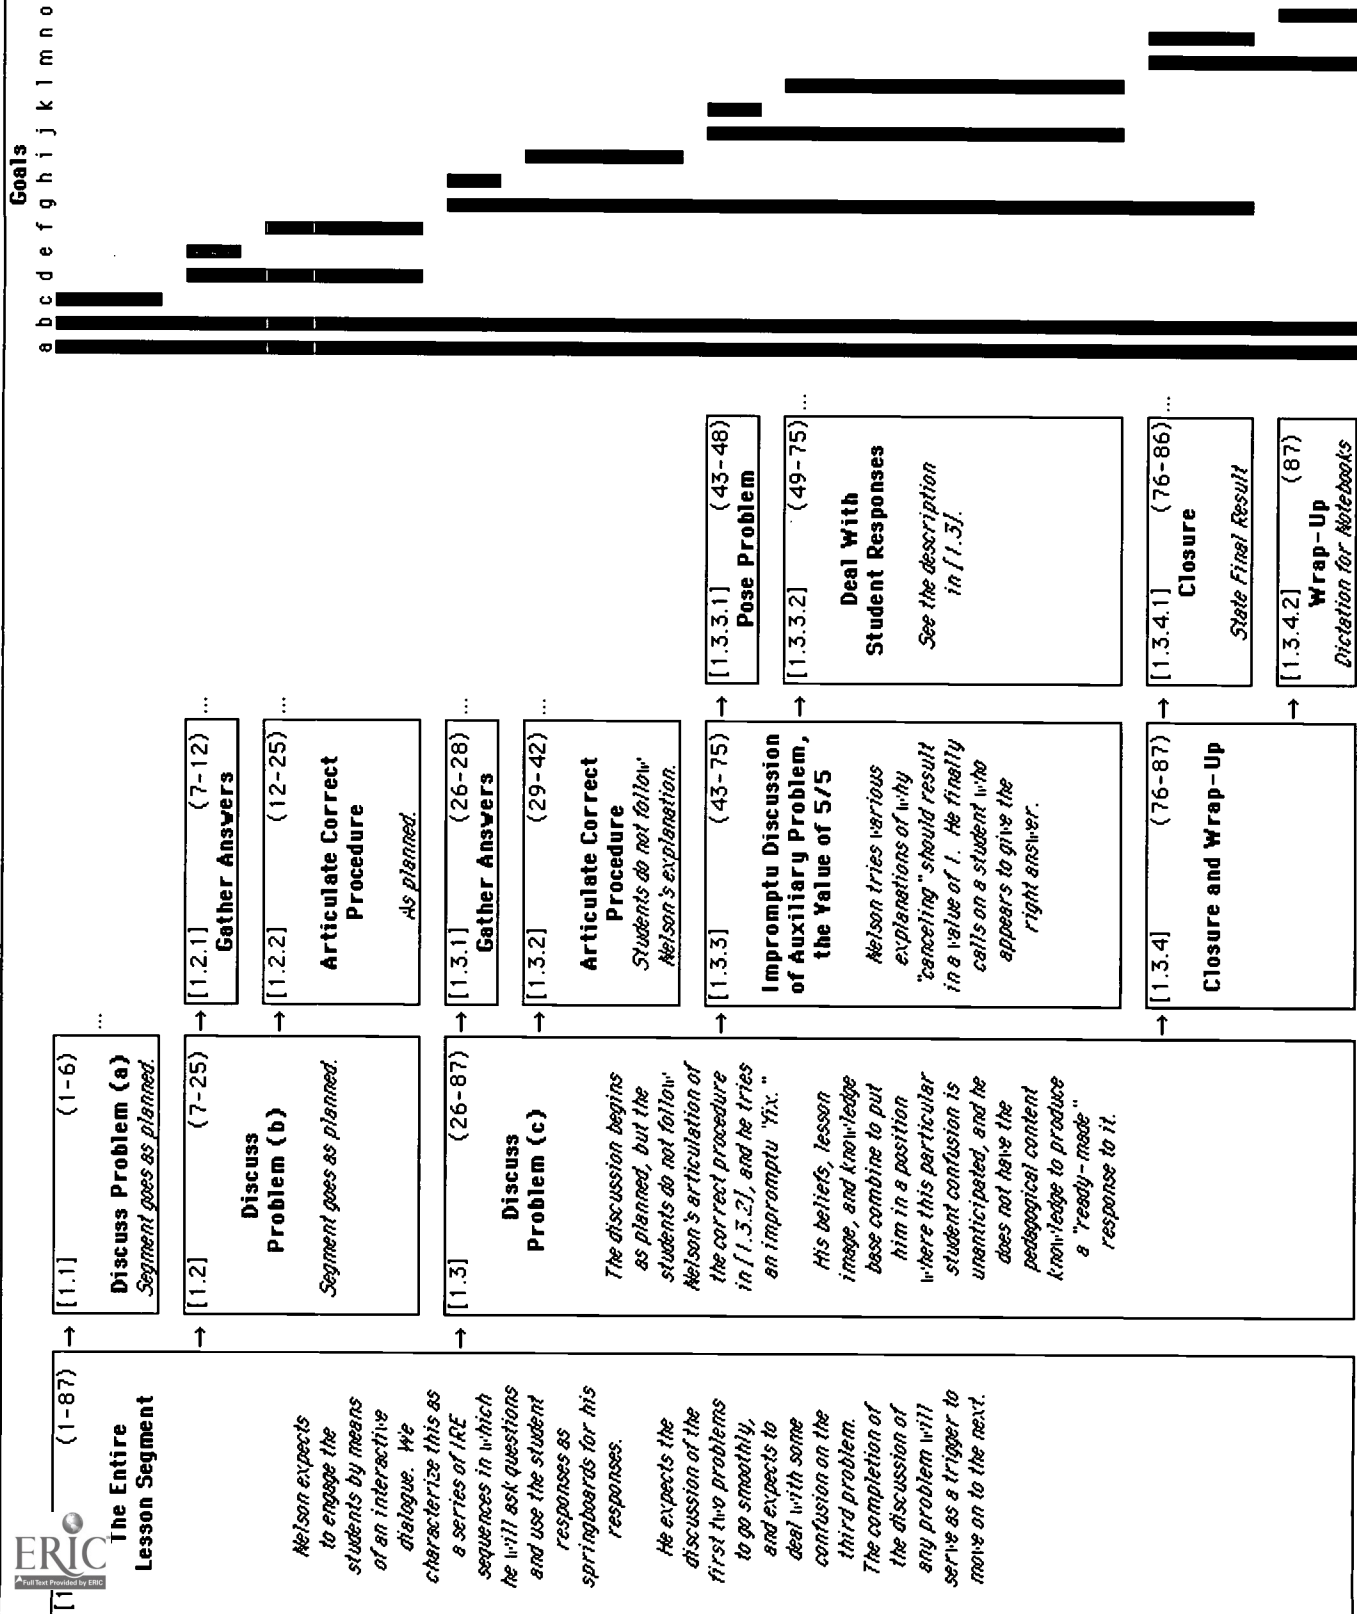 [1
(1-87)
The Entire
Lesson Segment
Nelson expects
to engage the
students by means
of an interactive
dialogue. We
characterize this as
a series of IRE
sequences in which
he will ask questions
and use the student
responses as
springboards for his
responses.
He expects the
discussion of the
first two problems
to go smoothly,
and expects to
deal with some
confusion on the
third problem.
The completion of
the discussion of
any problem will
serve as a trigger to
move on to the next.
→ [1.1] (1-6) ...
Discuss Problem (a)
Segment goes as planned.
→ [1.2] (7-25)
Discuss
Problem (b)
Segment goes as planned.
→ [1.3] (26-87)
Discuss
Problem (c)
The discussion begins
as planned, but the
students do not follow
Nelson's articulation of
the correct procedure
in [1.3.2], and he tries
an impromptu "fix."
His beliefs, lesson
image, and knowledge
base combine to put
him in a position
where this particular
student confusion is
unanticipated, and he
does not have the
pedagogical content
knowledge to produce
a "ready-made"
response to it.
→ [1.2.1] (7-12) ...
Gather Answers
→ [1.2.2] (12-25) ...
Articulate Correct
Procedure
As planned.
→ [1.3.1] (26-28) ...
Gather Answers
→ [1.3.2] (29-42) ...
Articulate Correct
Procedure
Students do not follow
Nelson's explanation.
→ [1.3.3] (43-75)
Impromptu Discussion
of Auxiliary Problem,
the Value of 5/5
Nelson tries various
explanations of why
"canceling" should result
in a value of 1. He finally
calls on a student who
appears to give the
right answer.
→ [1.3.4] (76-87)
Closure and Wrap-Up
→ [1.3.3.1] (43-48)
Pose Problem
→ [1.3.3.2] (49-75) ...
Deal With
Student Responses
See the description
in [1.3].
→ [1.3.4.1] (76-86) ...
Closure
State Final Result
→ [1.3.4.2] (87)
Wrap-Up
Dictation for Notebooks
Goals
a b c d e f g h i j k l m n o
ERIC
Full Text Provided by ERIC